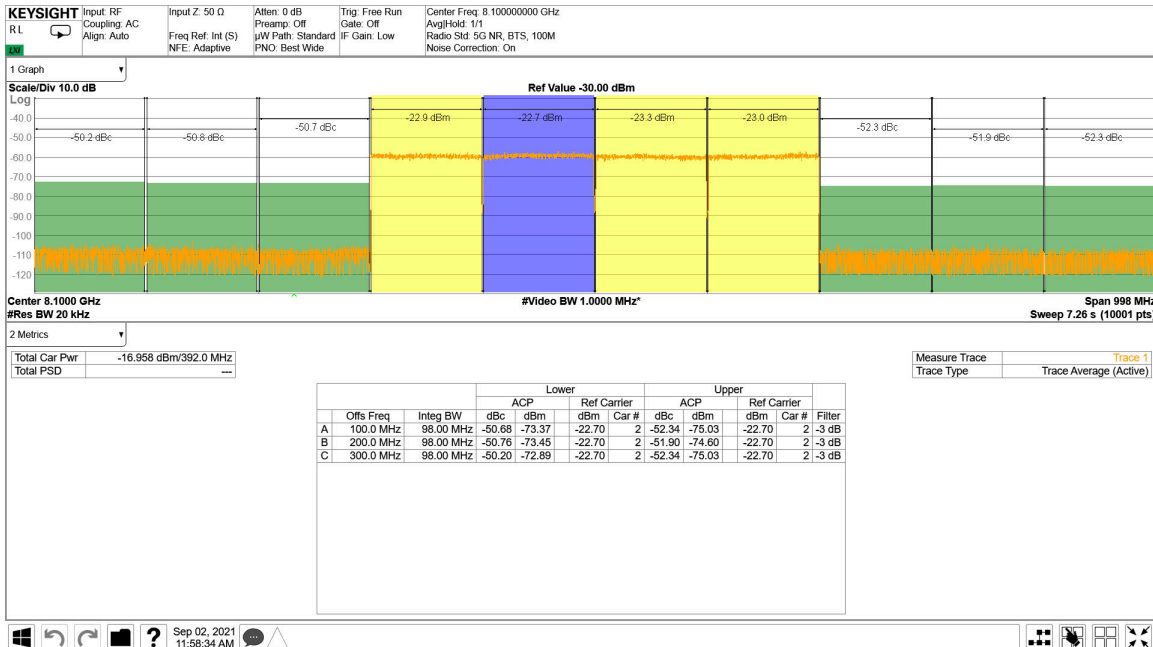 KEYSIGHT Input: RF Input Z: 50 Ω Atten: 0 dB Trig: Free Run Center Freq: 8.100000000 GHz
RL Coupling: AC Preamp: Off Gate: Off Avg|Hold: 1/1
Align: Auto Freq Ref: Int (S) µW Path: Standard IF Gain: Low Radio Std: 5G NR, BTS, 100M
LXI NFE: Adaptive PNO: Best Wide Noise Correction: On
1 Graph
Scale/Div 10.0 dB Ref Value -30.00 dBm
Log
-40.0 -22.9 dBm -22.7 dBm -23.3 dBm -23.0 dBm
-50.7 dBc -52.3 dBc
-50.0 -50.2 dBc -50.8 dBc -51.9 dBc -52.3 dBc
-60.0
-70.0
-80.0
-90.0
-100
-110
-120
Center 8.1000 GHz #Video BW 1.0000 MHz* Span 998 MHz
#Res BW 20 kHz Sweep 7.26 s (10001 pts)
2 Metrics
Total Car Pwr -16.958 dBm/392.0 MHz Measure Trace Trace 1
Total PSD --- Trace Type Trace Average (Active)
Lower Upper
ACP Ref Carrier ACP Ref Carrier
Offs Freq Integ BW dBc dBm dBm Car # dBc dBm dBm Car # Filter
A 100.0 MHz 98.00 MHz -50.68 -73.37 -22.70 2 -52.34 -75.03 -22.70 2 -3 dB
B 200.0 MHz 98.00 MHz -50.76 -73.45 -22.70 2 -51.90 -74.60 -22.70 2 -3 dB
C 300.0 MHz 98.00 MHz -50.20 -72.89 -22.70 2 -52.34 -75.03 -22.70 2 -3 dB
? Sep 02, 2021
11:58:34 AM